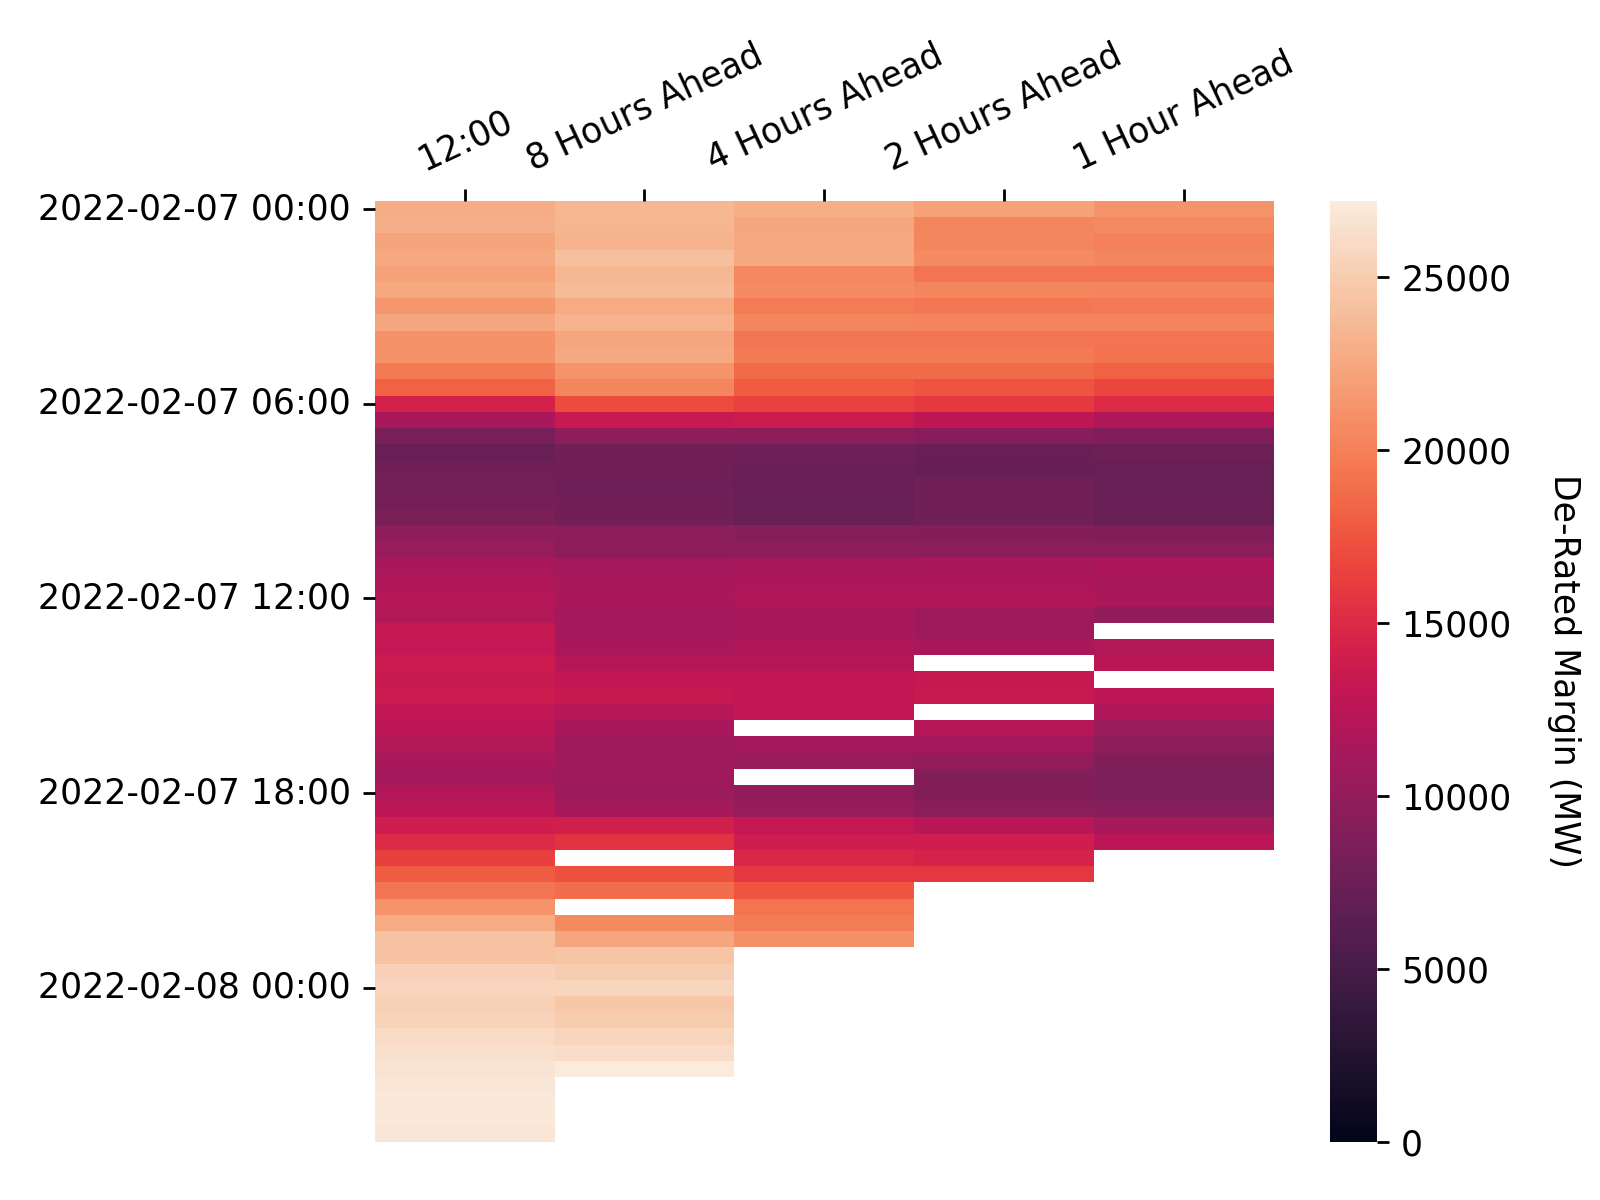 12:00
8 Hours Ahead
4 Hours Ahead
2 Hours Ahead
1 Hour Ahead
2022-02-07 00:00
2022-02-07 06:00
2022-02-07 12:00
2022-02-07 18:00
2022-02-08 00:00
25000
20000
15000
10000
5000
0
De-Rated Margin (MW)